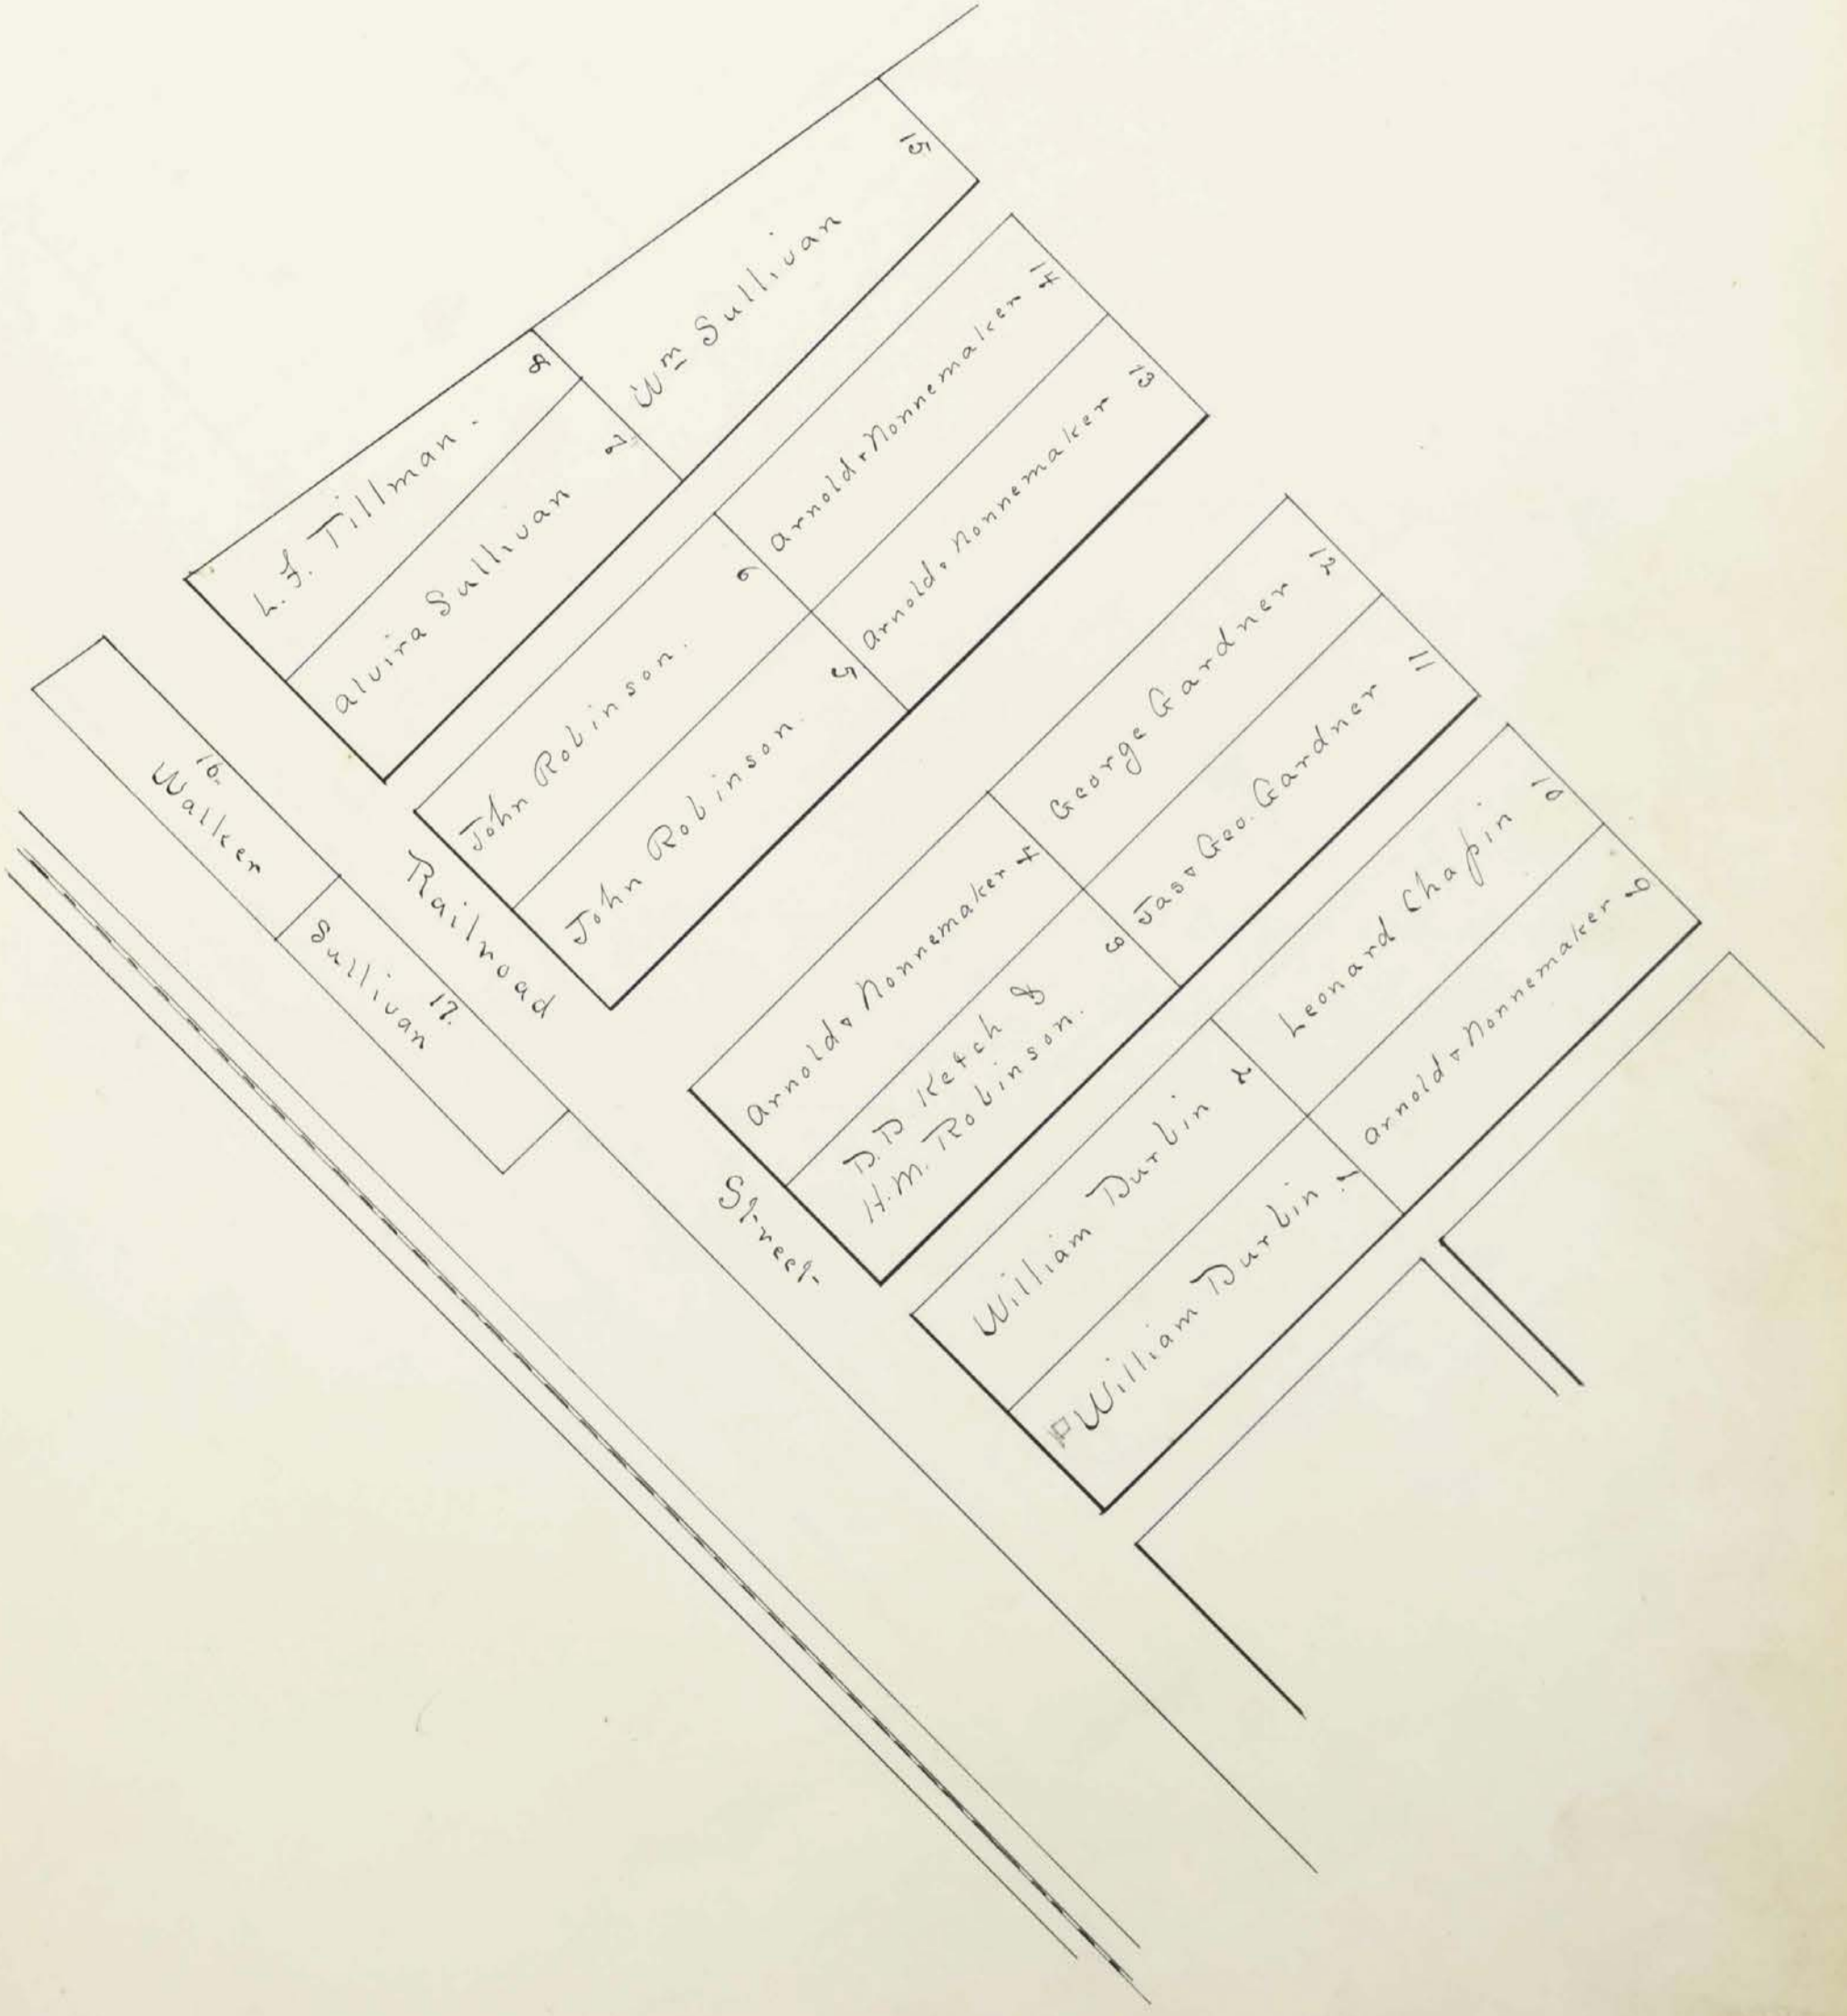 15
Wm Sullivan
8
L. F. Tillman.
7
Alvira Sullivan
14
Arnold & Nonnemaker
13
Arnold & Nonnemaker
6
John Robinson.
5
John Robinson.
12
George Gardner
11
Jas & Geo. Gardner
4
Arnold & Nonnemaker
3
D. D Ketch &
H. M. Robinson.
10
Leonard Chapin
9
Arnold & Nonnemaker
2
William Durbin
1
William Durbin
16.
Walker
17.
Sullivan
Railroad
Street